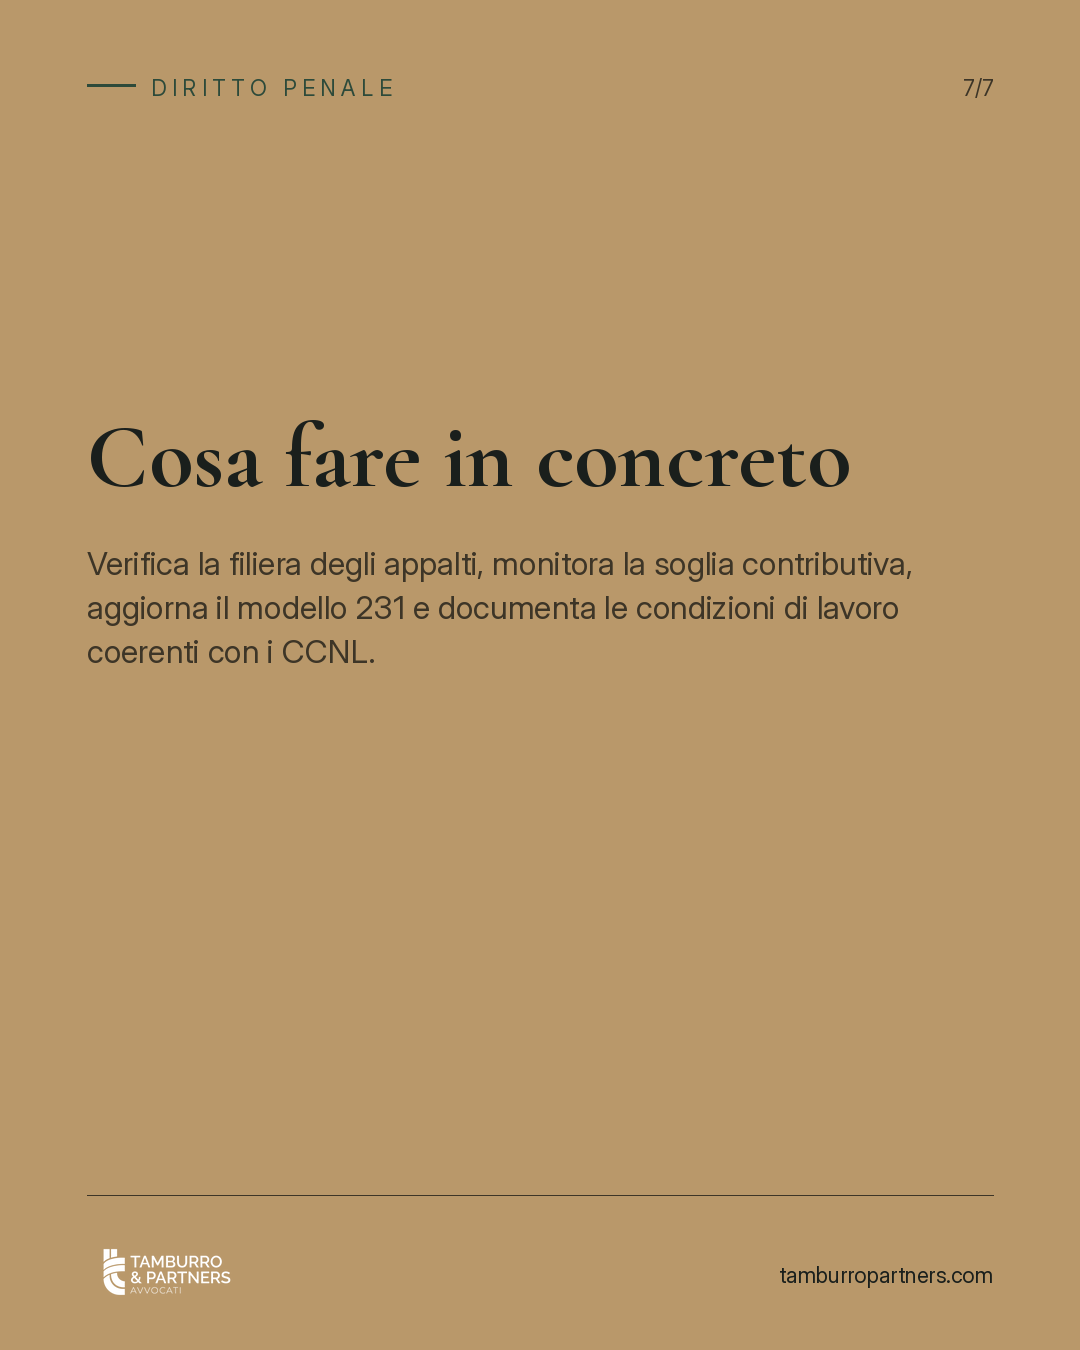 DIRITTO PENALE
7/7
Cosa fare in concreto
Verifica la filiera degli appalti, monitora la soglia contributiva,
aggiorna il modello 231 e documenta le condizioni di lavoro
coerenti con i CCNL.
TAMBURRO
& PARTNERS
AVVOCATI
tamburropartners.com